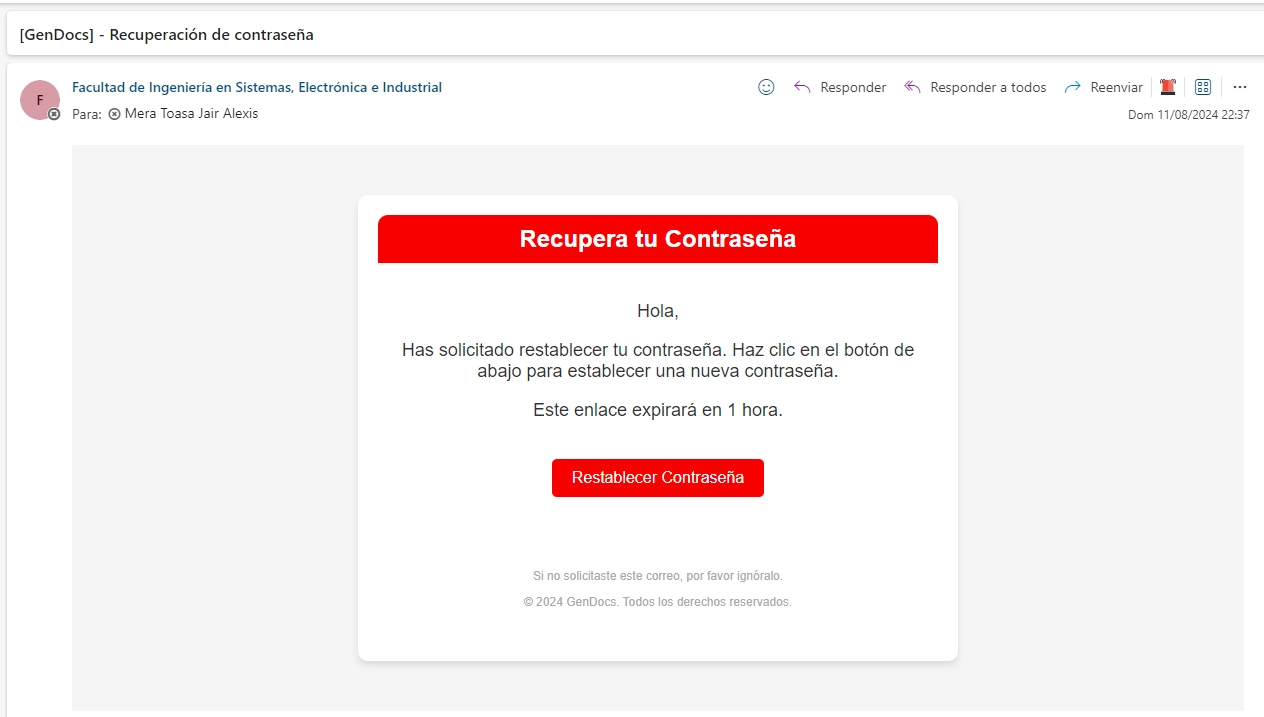 [GenDocs] - Recuperación de contraseña
F
Facultad de Ingeniería en Sistemas, Electrónica e Industrial
Responder
Responder a todos
Reenviar
Para: Mera Toasa Jair Alexis
Dom 11/08/2024 22:37
Recupera tu Contraseña
Hola,
Has solicitado restablecer tu contraseña. Haz clic en el botón de
abajo para establecer una nueva contraseña.
Este enlace expirará en 1 hora.
Restablecer Contraseña
Si no solicitaste este correo, por favor ignóralo.
© 2024 GenDocs. Todos los derechos reservados.